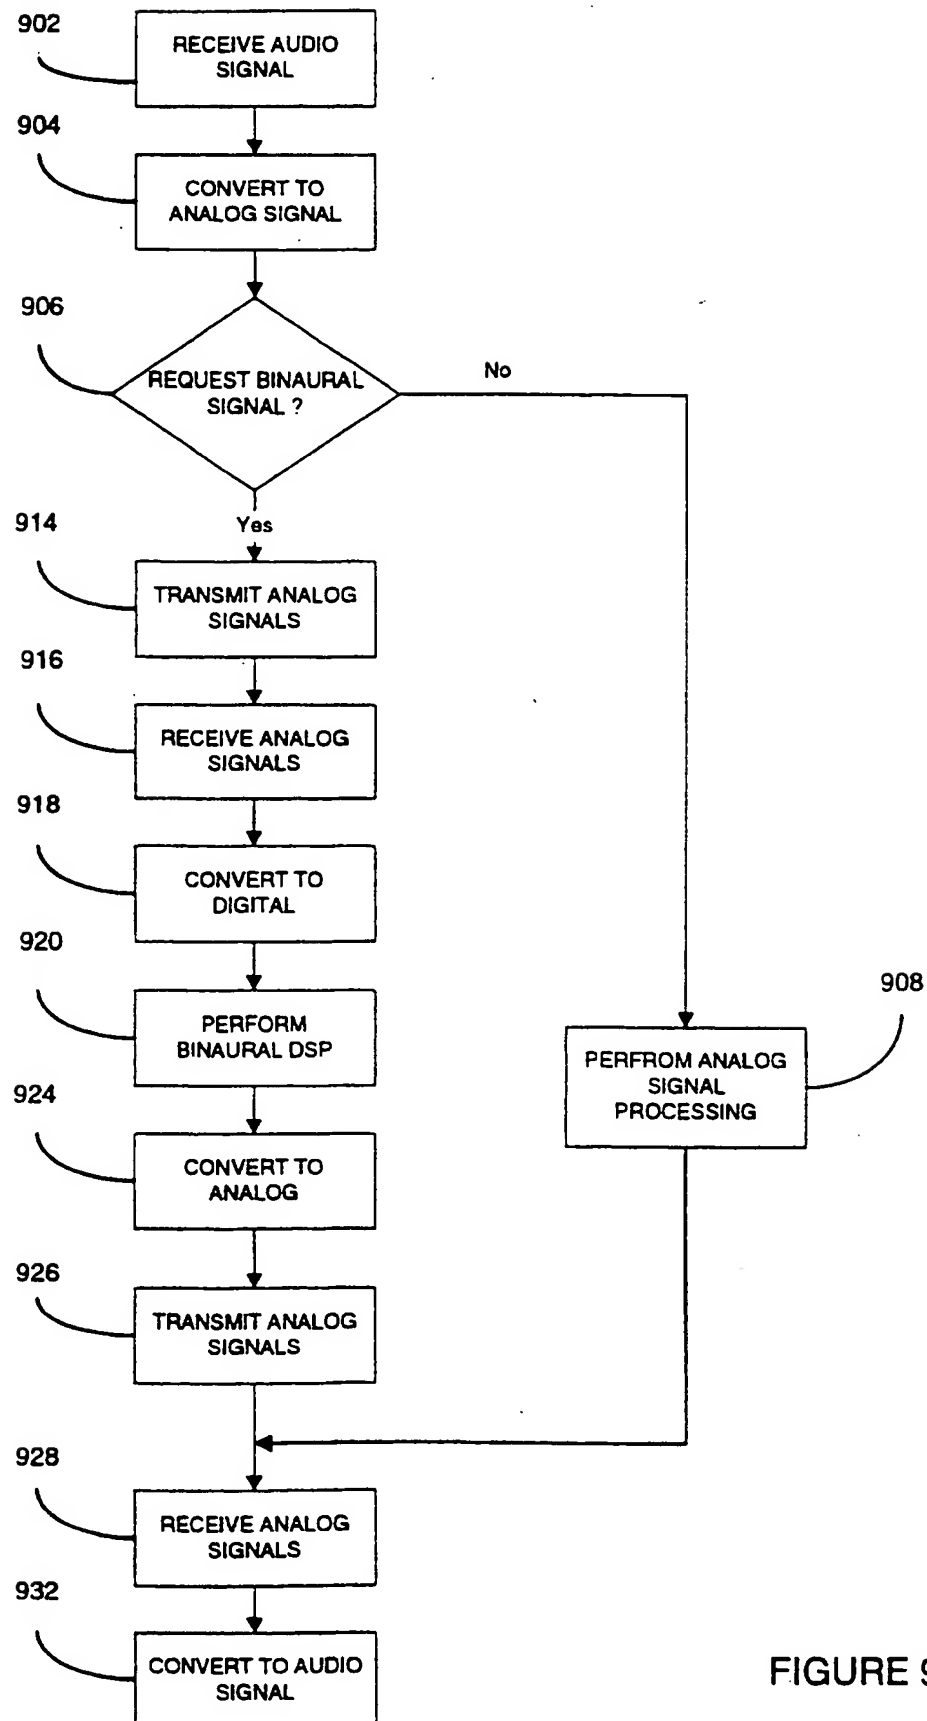 902
RECEIVE AUDIO
SIGNAL
904
CONVERT TO
ANALOG SIGNAL
906
REQUEST BINAURAL
SIGNAL ?
No
Yes
914
TRANSMIT ANALOG
SIGNALS
916
RECEIVE ANALOG
SIGNALS
918
CONVERT TO
DIGITAL
920
PERFORM
BINAURAL DSP
908
PERFROM ANALOG
SIGNAL
PROCESSING
924
CONVERT TO
ANALOG
926
TRANSMIT ANALOG
SIGNALS
928
RECEIVE ANALOG
SIGNALS
932
CONVERT TO AUDIO
SIGNAL
FIGURE 9